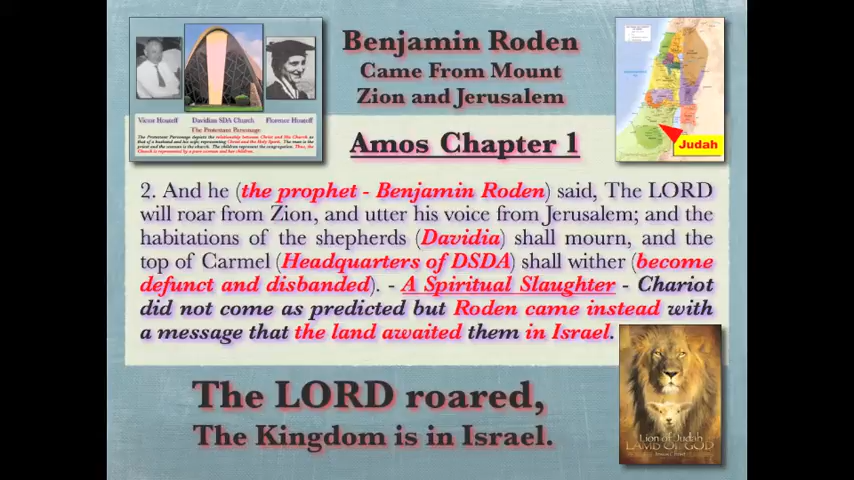 Benjamin Roden
Came From Mount
Zion and Jerusalem
Victor Houteff
Davidian SDA Church
Florence Houteff
The Protestant Parsonage
Judah
Amos Chapter 1
2. And he (the prophet - Benjamin Roden) said, The LORD
will roar from Zion, and utter his voice from Jerusalem; and the
habitations of the shepherds (Davidia) shall mourn, and the
top of Carmel (Headquarters of DSDA) shall wither (become
defunct and disbanded). - A Spiritual Slaughter - Chariot
did not come as predicted but Roden came instead with
a message that the land awaited them in Israel.
Lion of Judah
LAMB OF GOD
The LORD roared,
The Kingdom is in Israel.